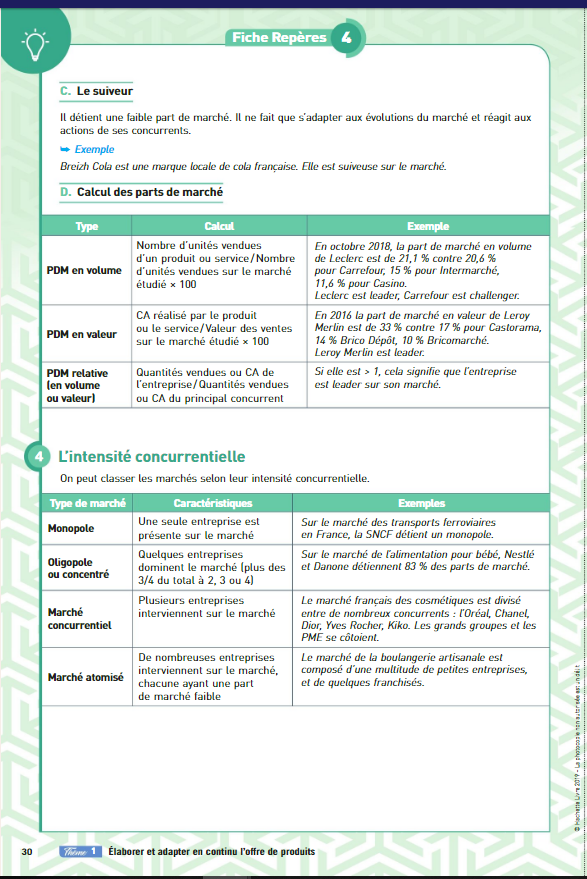 Fiche Repères 4
C. Le suiveur
Il détient une faible part de marché. Il ne fait que s'adapter aux évolutions du marché et réagit aux
actions de ses concurrents.
➥ Exemple
Breizh Cola est une marque locale de cola française. Elle est suiveuse sur le marché.
D. Calcul des parts de marché
Type
Calcul
Exemple
PDM en volume
Nombre d'unités vendues
d'un produit ou service/Nombre
d'unités vendues sur le marché
étudié × 100
En octobre 2018, la part de marché en volume
de Leclerc est de 21,1 % contre 20,6 %
pour Carrefour, 15 % pour Intermarché,
11,6 % pour Casino.
Leclerc est leader, Carrefour est challenger.
PDM en valeur
CA réalisé par le produit
ou le service/Valeur des ventes
sur le marché étudié × 100
En 2016 la part de marché en valeur de Leroy
Merlin est de 33 % contre 17 % pour Castorama,
14 % Brico Dépôt, 10 % Bricomarché.
Leroy Merlin est leader.
PDM relative
(en volume
ou valeur)
Quantités vendues ou CA de
l'entreprise/Quantités vendues
ou CA du principal concurrent
Si elle est > 1, cela signifie que l'entreprise
est leader sur son marché.
4 L'intensité concurrentielle
On peut classer les marchés selon leur intensité concurrentielle.
Type de marché
Caractéristiques
Exemples
Monopole
Une seule entreprise est
présente sur le marché
Sur le marché des transports ferroviaires
en France, la SNCF détient un monopole.
Oligopole
ou concentré
Quelques entreprises
dominent le marché (plus des
3/4 du total à 2, 3 ou 4)
Sur le marché de l'alimentation pour bébé, Nestlé
et Danone détiennent 83 % des parts de marché.
Marché
concurrentiel
Plusieurs entreprises
interviennent sur le marché
Le marché français des cosmétiques est divisé
entre de nombreux concurrents : l'Oréal, Chanel,
Dior, Yves Rocher, Kiko. Les grands groupes et les
PME se côtoient.
Marché atomisé
De nombreuses entreprises
interviennent sur le marché,
chacune ayant une part
de marché faible
Le marché de la boulangerie artisanale est
composé d'une multitude de petites entreprises,
et de quelques franchisés.
© Hachette Livre 2019 – La photocopie non autorisée est un délit
30 Thème 1 Élaborer et adapter en continu l'offre de produits